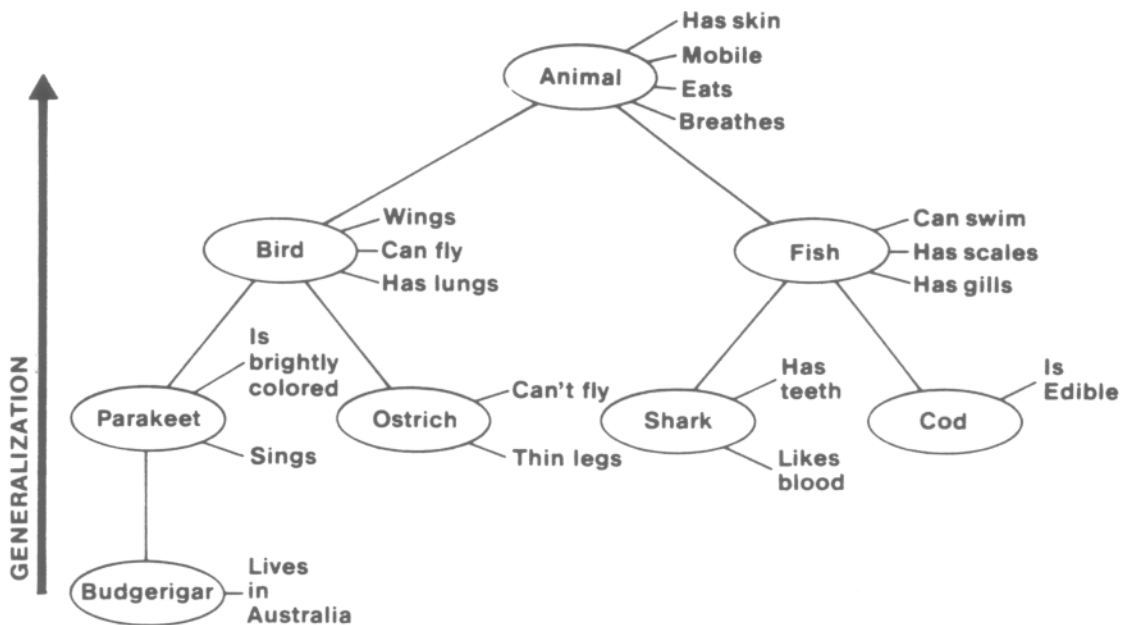 Has skin
Mobile
Animal
Eats
Breathes
Wings
Bird
Can fly
Has lungs
Can swim
Fish
Has scales
Has gills
Is
brightly
colored
Parakeet
Sings
Can't fly
Ostrich
Thin legs
Has
teeth
Shark
Likes
blood
Is
Edible
Cod
Budgerigar
Lives
in
Australia
GENERALIZATION